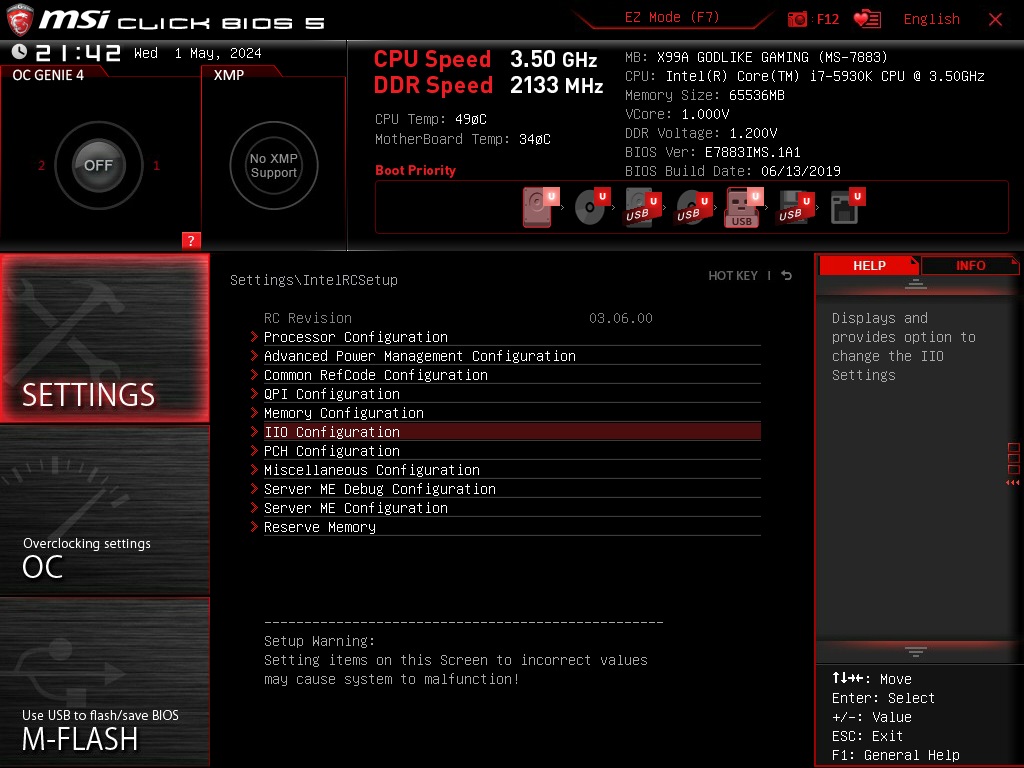 msi CLICK BIOS 5
EZ Mode (F7)
: F12
English
21:42 Wed 1 May, 2024
OC GENIE 4
XMP
2
OFF
1
No XMP
Support
?
CPU Speed 3.50 GHz
DDR Speed 2133 MHz
CPU Temp: 49øC
MotherBoard Temp: 34øC
MB: X99A GODLIKE GAMING (MS-7883)
CPU: Intel(R) Core(TM) i7-5930K CPU @ 3.50GHz
Memory Size: 65536MB
VCore: 1.000V
DDR Voltage: 1.200V
BIOS Ver: E7883IMS.1A1
BIOS Build Date: 06/13/2019
Boot Priority
U U U U U U U
USB USB USB USB
SETTINGS
Overclocking settings
OC
Use USB to flash/save BIOS
M-FLASH
Settings\IntelRCSetup
HOT KEY |
RC Revision 03.06.00
> Processor Configuration
> Advanced Power Management Configuration
> Common RefCode Configuration
> QPI Configuration
> Memory Configuration
> IIO Configuration
> PCH Configuration
> Miscellaneous Configuration
> Server ME Debug Configuration
> Server ME Configuration
> Reserve Memory
--------------------------------------------------
Setup Warning:
Setting items on this Screen to incorrect values
may cause system to malfunction!
HELP
INFO
Displays and
provides option to
change the IIO
Settings
↑↓→←: Move
Enter: Select
+/-: Value
ESC: Exit
F1: General Help